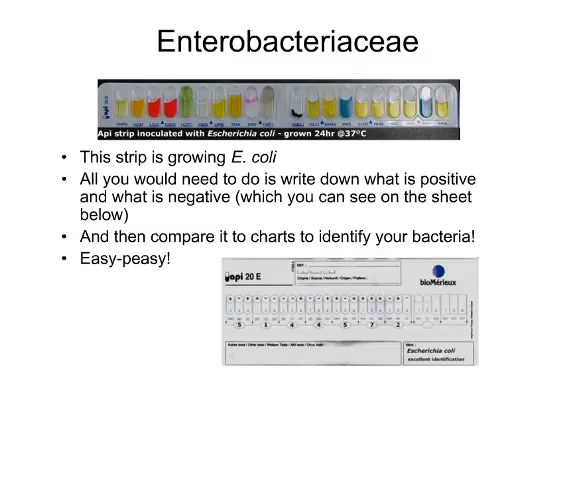 Enterobacteriaceae
Api strip inoculated with Escherichia coli - grown 24hr @37°C
• This strip is growing E. coli
• All you would need to do is write down what is positive
and what is negative (which you can see on the sheet
below)
• And then compare it to charts to identify your bacteria!
• Easy-peasy!
api 20 E
REF.:
bioMérieux
5 1 4 4 5 7 2
Escherichia coli
excellent identification